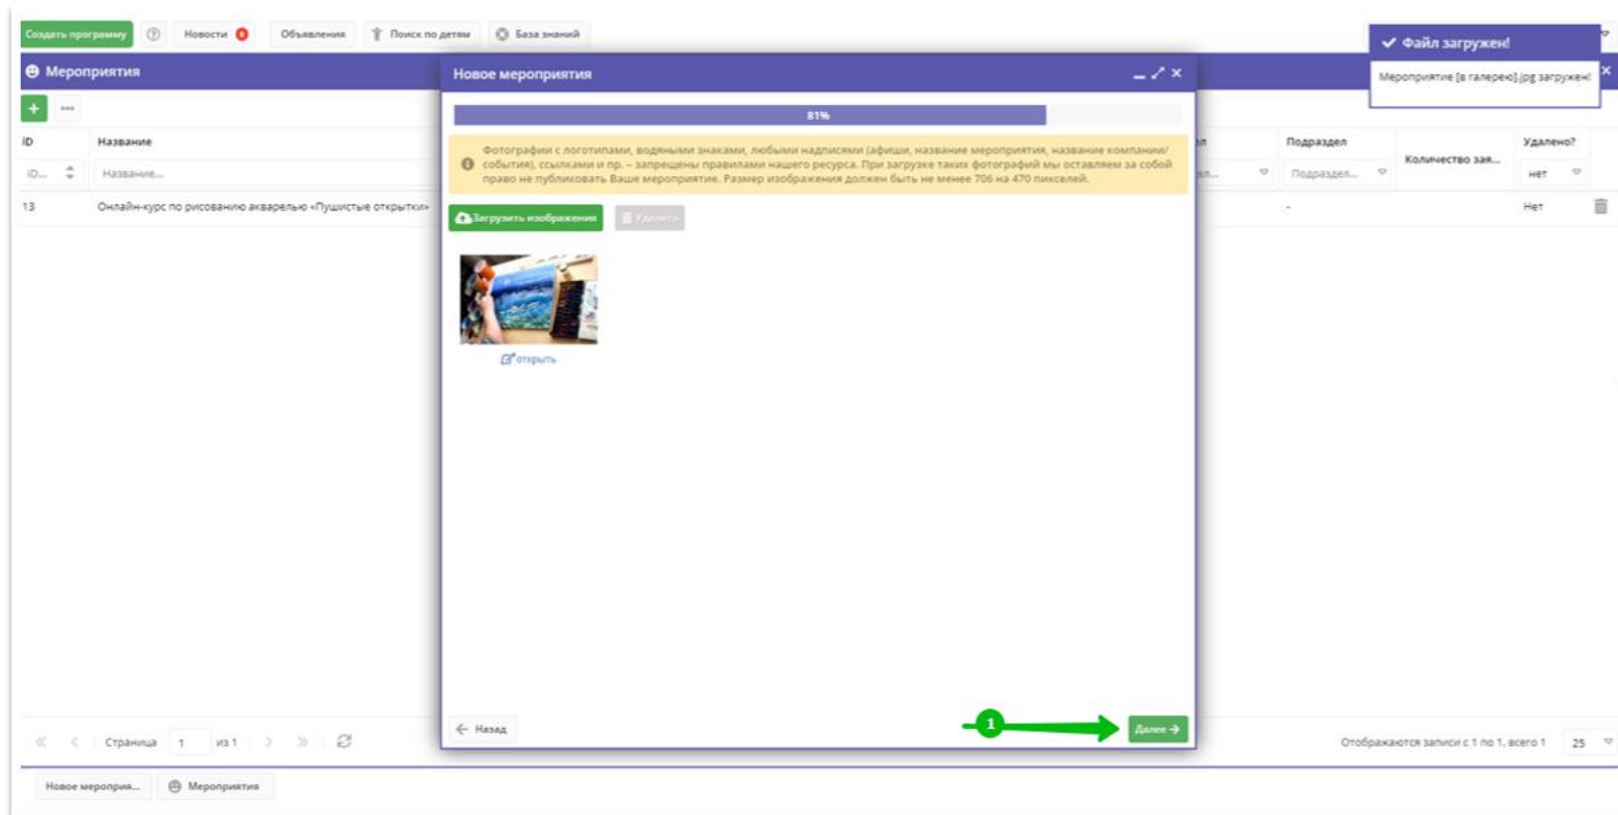 Создать программу
Новости
Объявления
Поиск по детям
База знаний
Файл загружен!
Мероприятие [в галерею].jpg загружен!
Мероприятия
Новое мероприятия
81%
Фотографии с логотипами, водяными знаками, любыми надписями (афиши, название мероприятия, название компании/
события), ссылками и пр. – запрещены правилами нашего ресурса. При загрузке таких фотографий мы оставляем за собой
право не публиковать Ваше мероприятие. Размер изображения должен быть не менее 706 на 470 пикселей.
Загрузить изображения
Удалить
открыть
iD
Название
Подраздел
Количество зая...
Удалено?
iD...
Название...
Подраздел...
нет
13
Онлайн-курс по рисованию акварелью «Пушистые открытки»
-
Нет
Назад
1
Далее
Страница 1 из 1
Отображаются записи с 1 по 1, всего 1
25
Новое мероприя...
Мероприятия